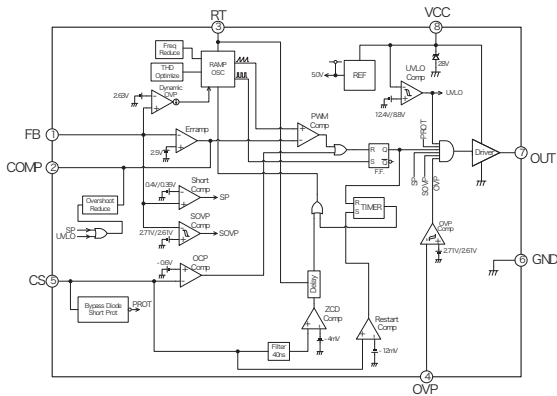 RT
3
VCC
8
Freq
Reduce
THD
Optimize
RAMP
OSC
Dynamic
OVP
2.63V
5.0V
REF
28V
UVLO
Comp
UVLO
12.4V/8.8V
PWM
Comp
FB
1
Erramp
2.5V
COMP
2
R
Q
S
Q
F.F.
PROT
SP
SOVP
OVP
Driver
7
OUT
Short
Comp
0.4V/0.39V
SP
Overshoot
Reduce
SP
UVLO
SOVP
Comp
SOVP
2.71V/2.61V
R
S
TIMER
OVP
Comp
2.71V/2.61V
OCP
Comp
- 0.6V
CS
5
Bypass Diode
Short Prot
PROT
Delay
6
GND
ZCD
Comp
Restart
Comp
- 4mV
Filter
40ns
- 12mV
4
OVP